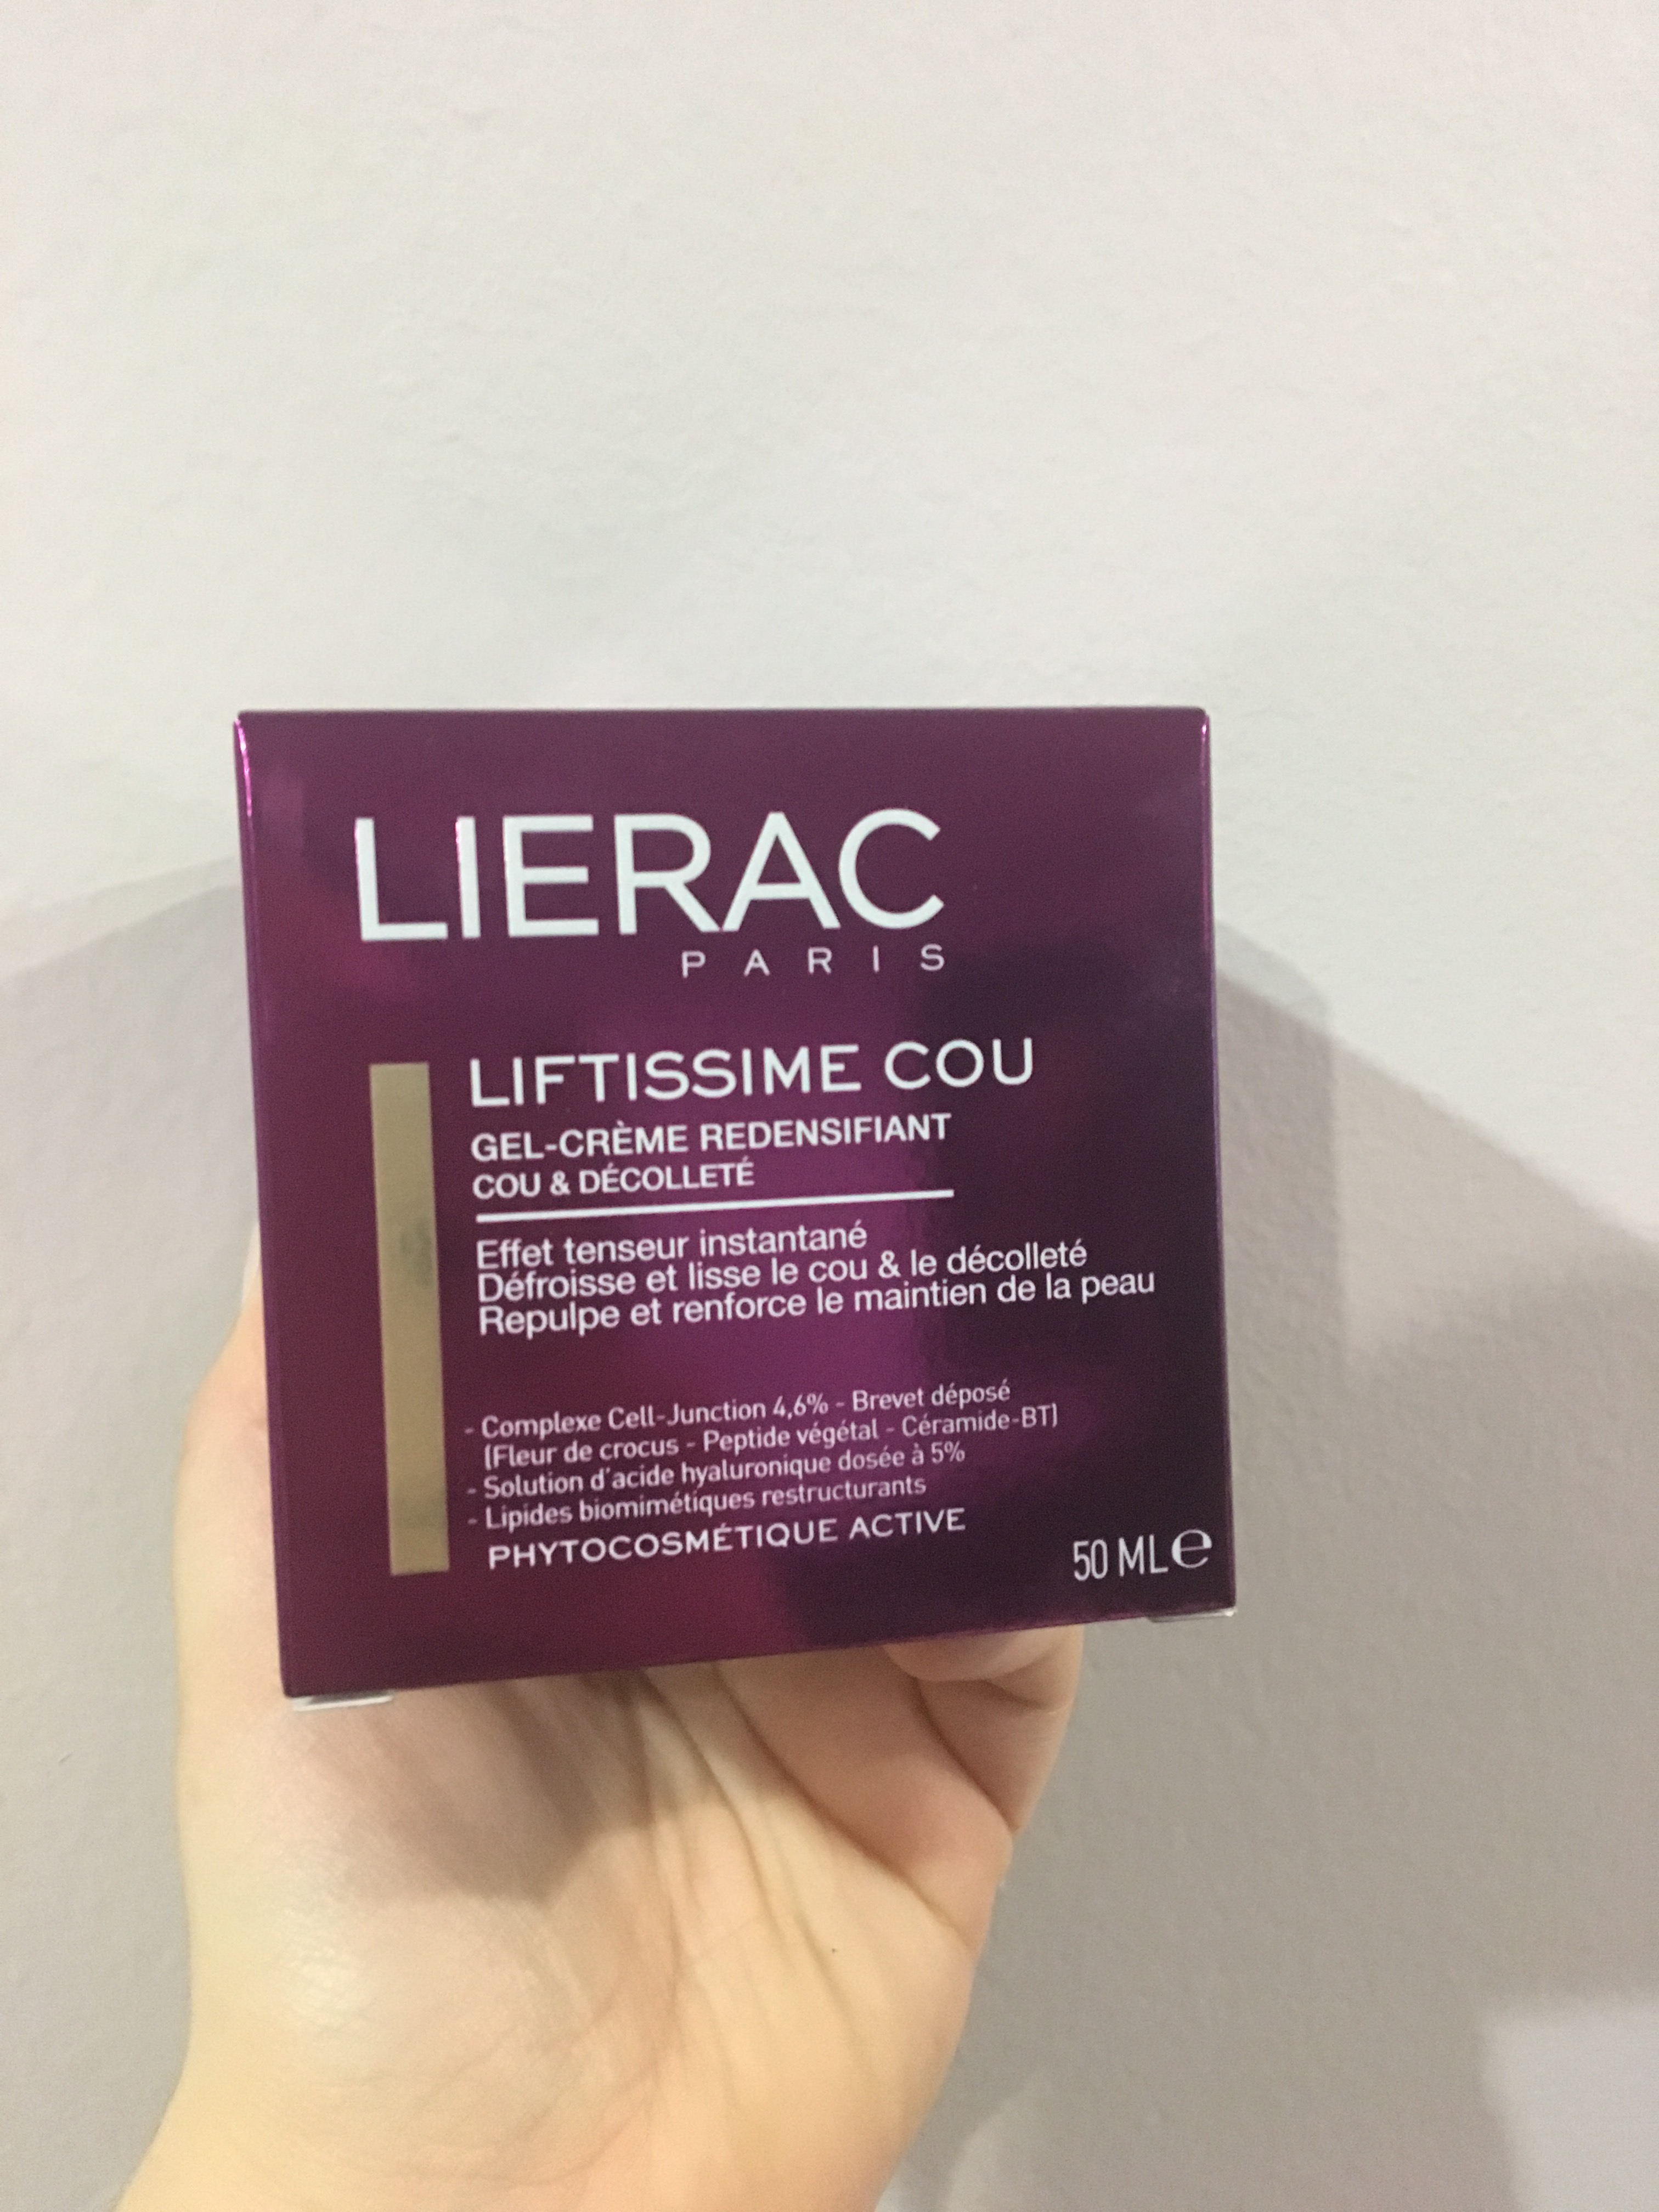 LIERAC
PARIS
LIFTISSIME COU
GEL-CRÈME REDENSIFIANT
COU & DÉCOLLETÉ
Effet tenseur instantané
Défroisse et lisse le cou & le décolleté
Repulpe et renforce le maintien de la peau
- Complexe Cell-Junction 4,6% - Brevet déposé
(Fleur de crocus - Peptide végétal - Céramide-BT)
- Solution d'acide hyaluronique dosée à 5%
- Lipides biomimétiques restructurants
PHYTOCOSMÉTIQUE ACTIVE
50 ML ℮